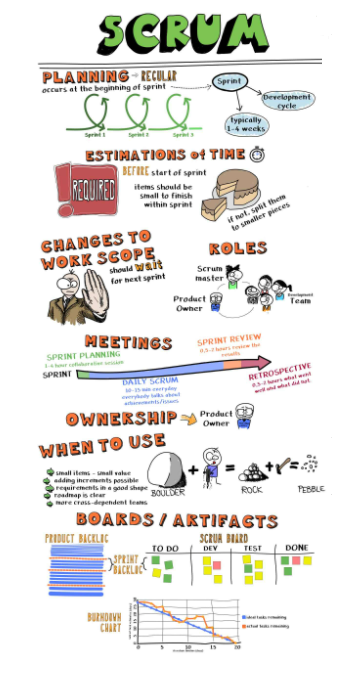 SCRUM
PLANNING → REGULAR
occurs at the beginning of sprint
Sprint
Development
cycle
typically
1-4 weeks
Sprint 1 Sprint 2 Sprint 3
ESTIMATIONS of TIME
REQUIRED
BEFORE start of sprint
items should be
small to finish
within sprint
if not, split them
to smaller pieces
CHANGES TO
WORK SCOPE
should wait
for next sprint
ROLES
Scrum
master
Product
Owner
Development
Team
MEETINGS
SPRINT PLANNING
1-4 hour collaboration session
SPRINT REVIEW
0,5-2 hours review the
results
SPRINT
DAILY SCRUM
10-15 min everyday
everybody talks about
achievements/issues
RETROSPECTIVE
0,5-2 hours what went
well and what did not.
OWNERSHIP → Product
Owner
WHEN TO USE
small items - small value
adding increments possible
requirements in a good shape
roadmap is clear
more cross-dependent teams
BOULDER + = ROCK + = PEBBLE
BOARDS / ARTIFACTS
PRODUCT BACKLOG
SPRINT
BACKLOG
SCRUM BOARD
TO DO DEV TEST DONE
BURNDOWN
CHART
0 5 10 15 20
ideal tasks remaining
actual tasks remaining